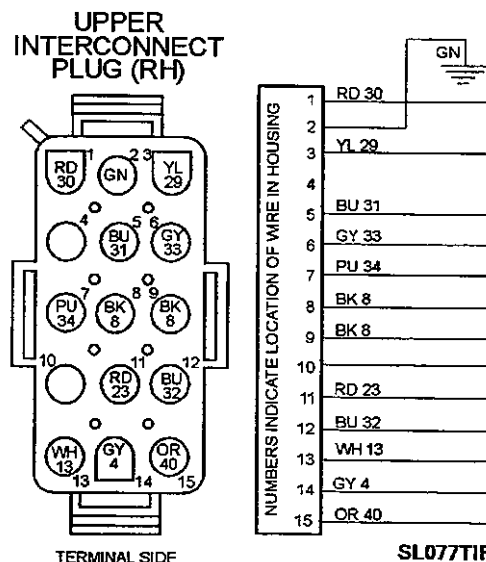 UPPER
INTERCONNECT
PLUG (RH)
RD 30
1
GN
2
3
YL 29
4
BU 31
5
6
GY 33
PU 34
7
BK 8
8
9
BK 8
10
RD 23
11
BU 32
12
WH 13
13
GY 4
14
OR 40
15
TERMINAL SIDE
NUMBERS INDICATE LOCATION OF WIRE IN HOUSING
GN
1 RD 30
2
3 YL 29
4
5 BU 31
6 GY 33
7 PU 34
8 BK 8
9 BK 8
10
11 RD 23
12 BU 32
13 WH 13
14 GY 4
15 OR 40